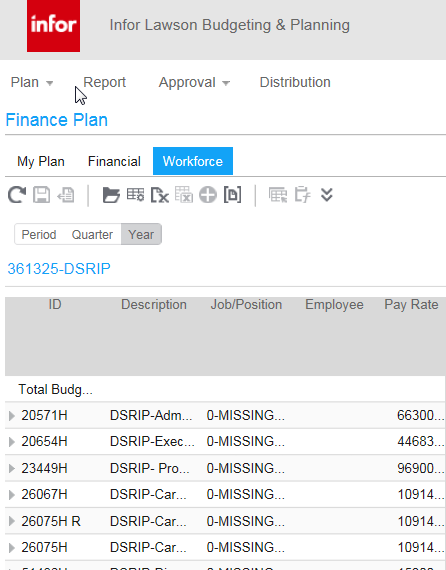 infor Infor Lawson Budgeting & Planning
Plan Report Approval Distribution
Finance Plan
My Plan Financial Workforce
Period Quarter Year
361325-DSRIP
ID Description Job/Position Employee Pay Rate
Total Budg...
20571H DSRIP-Adm... 0-MISSING... 66300...
20654H DSRIP-Exec... 0-MISSING... 44683...
23449H DSRIP- Pro... 0-MISSING... 96900...
26067H DSRIP-Car... 0-MISSING... 10914...
26075H R DSRIP-Car... 0-MISSING... 10914...
26075H DSRIP-Car... 0-MISSING... 10914...